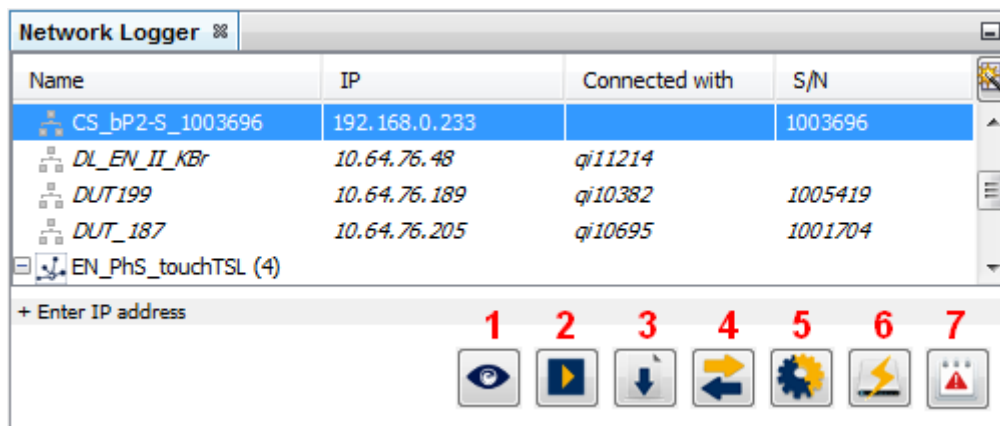 Network Logger
Name IP Connected with S/N
CS_bP2-S_1003696 192.168.0.233 1003696
DL_EN_II_KBr 10.64.76.48 qi11214
DUT199 10.64.76.189 qi10382 1005419
DUT_187 10.64.76.205 qi10695 1001704
EN_PhS_touchTSL (4)
+ Enter IP address
1 2 3 4 5 6 7